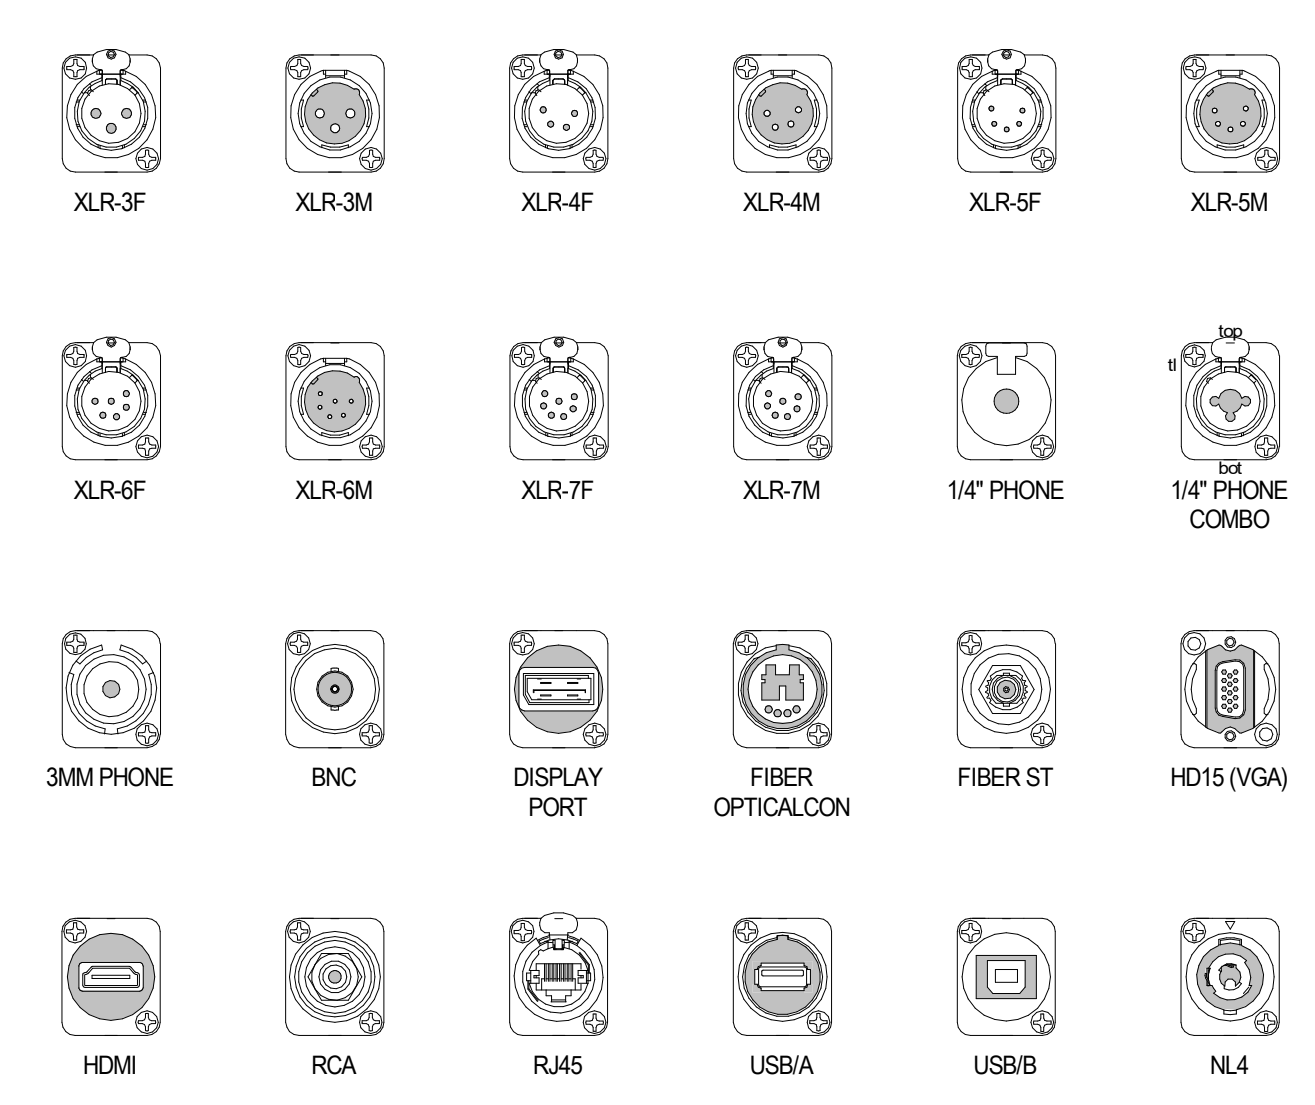 XLR-3F
XLR-3M
XLR-4F
XLR-4M
XLR-5F
XLR-5M
top
tl
bot
XLR-6F
XLR-6M
XLR-7F
XLR-7M
1/4" PHONE
1/4" PHONE
COMBO
3MM PHONE
BNC
DISPLAY
PORT
FIBER
OPTICALCON
FIBER ST
HD15 (VGA)
HDMI
RCA
RJ45
USB/A
USB/B
NL4